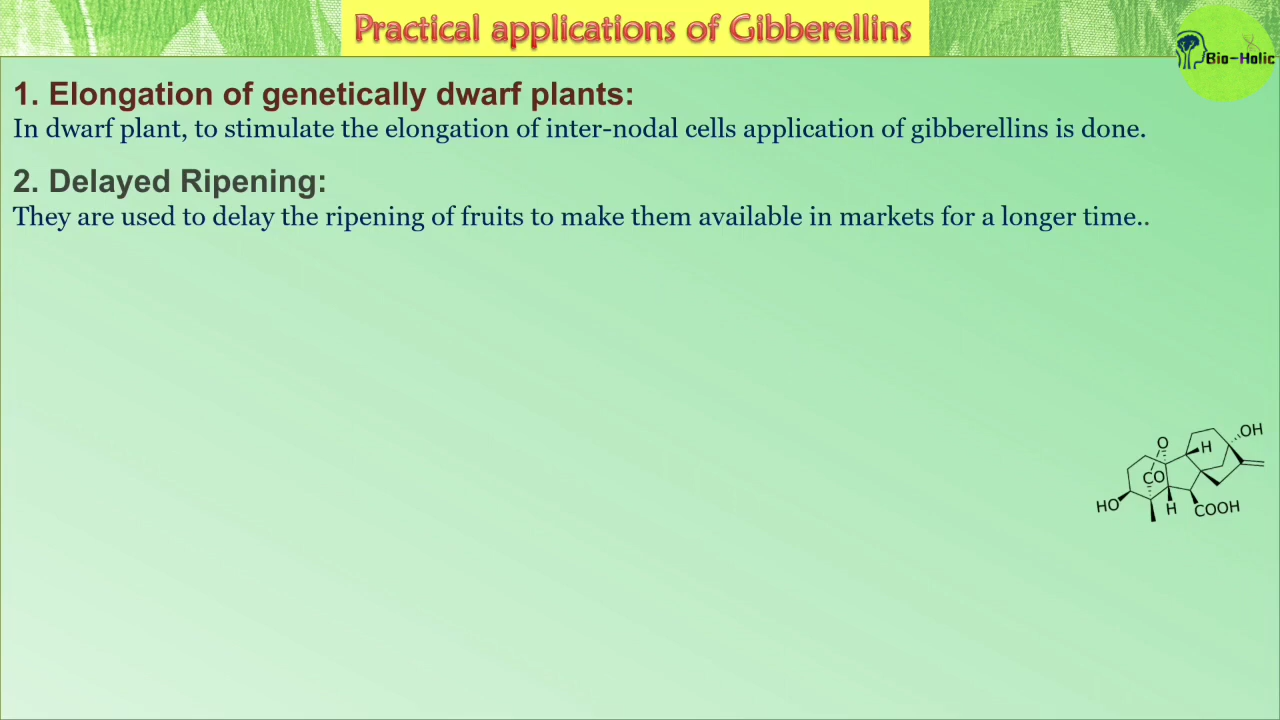 Practical applications of Gibberellins
Bio-Holic
1. Elongation of genetically dwarf plants:
In dwarf plant, to stimulate the elongation of inter-nodal cells application of gibberellins is done.
2. Delayed Ripening:
They are used to delay the ripening of fruits to make them available in markets for a longer time..
OH
O
H
CO
HO
H
COOH